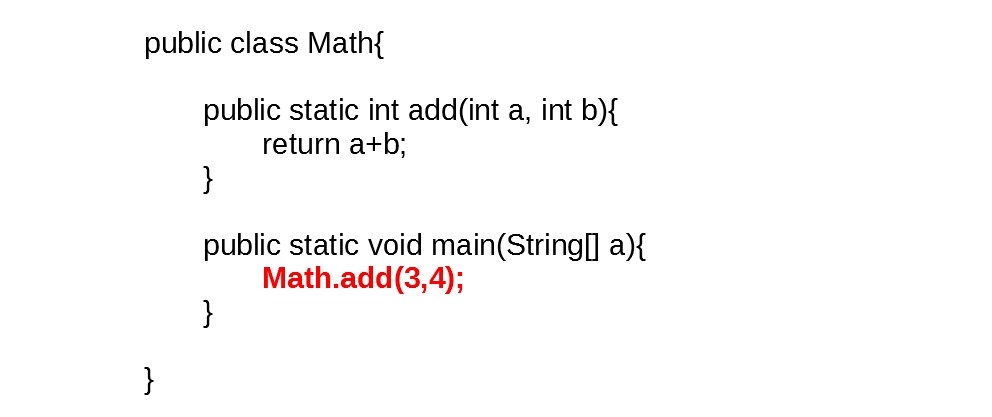 public class Math{
public static int add(int a, int b){
return a+b;
}
public static void main(String[] a){
Math.add(3,4);
}
}